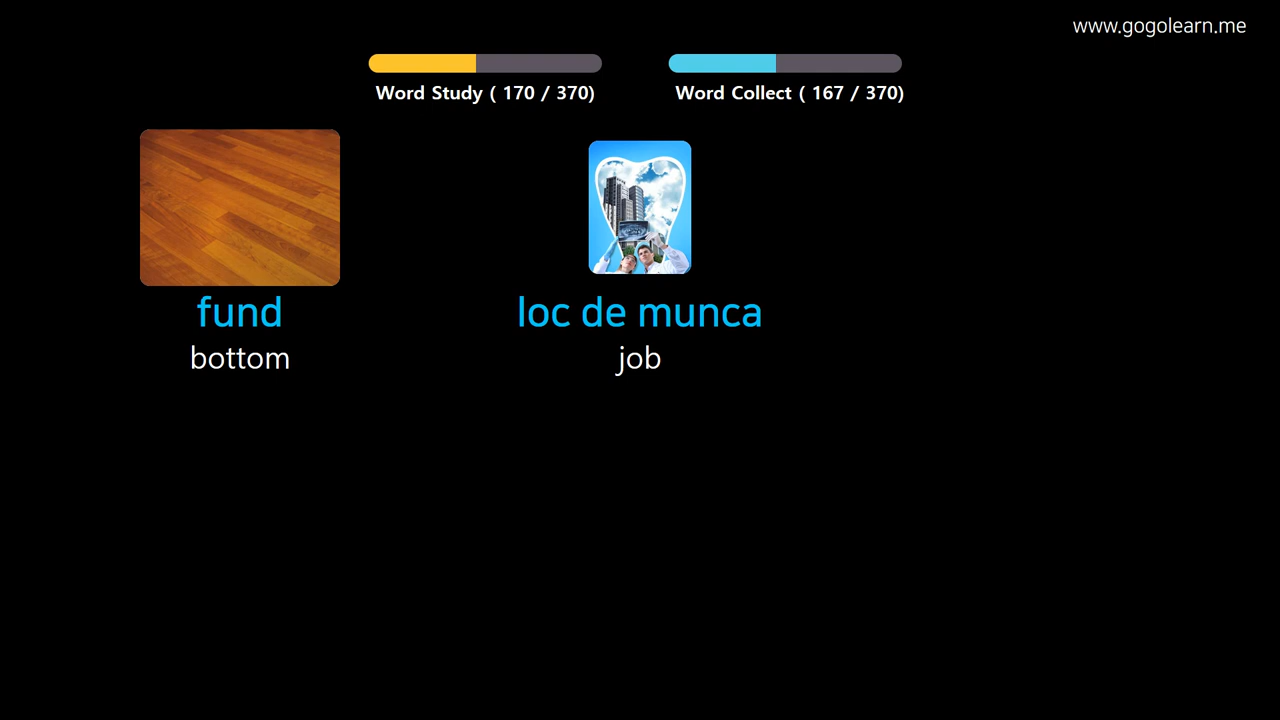 www.gogolearn.me
Word Study ( 170 / 370)
Word Collect ( 167 / 370)
fund
bottom
loc de munca
job